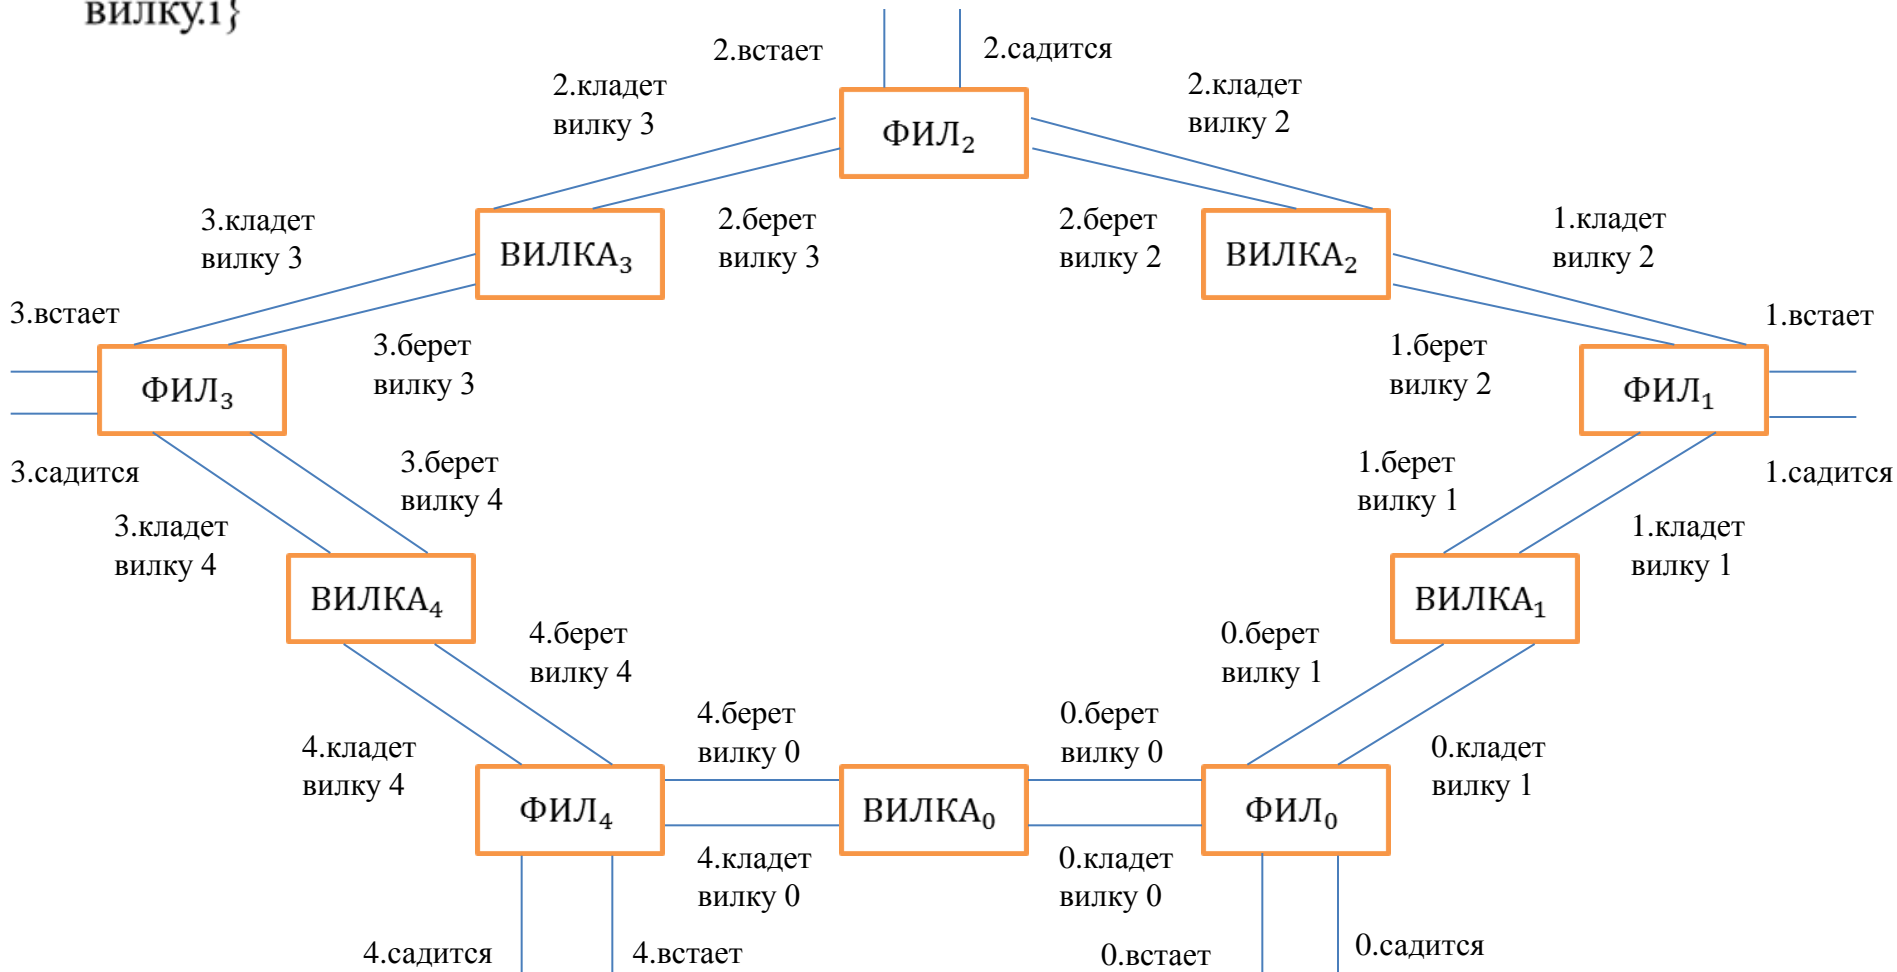 вилку.i}
2.встает
2.садится
2.кладет
вилку 3
2.кладет
вилку 2
ФИЛ₂
3.кладет
вилку 3
2.берет
вилку 3
2.берет
вилку 2
1.кладет
вилку 2
ВИЛКА₃
ВИЛКА₂
3.встает
1.встает
3.берет
вилку 3
1.берет
вилку 2
ФИЛ₃
ФИЛ₁
3.садится
3.берет
вилку 4
1.берет
вилку 1
1.садится
3.кладет
вилку 4
1.кладет
вилку 1
ВИЛКА₄
ВИЛКА₁
4.берет
вилку 4
0.берет
вилку 1
4.берет
вилку 0
0.берет
вилку 0
4.кладет
вилку 4
0.кладет
вилку 1
ФИЛ₄
ВИЛКА₀
ФИЛ₀
4.кладет
вилку 0
0.кладет
вилку 0
4.садится
4.встает
0.встает
0.садится